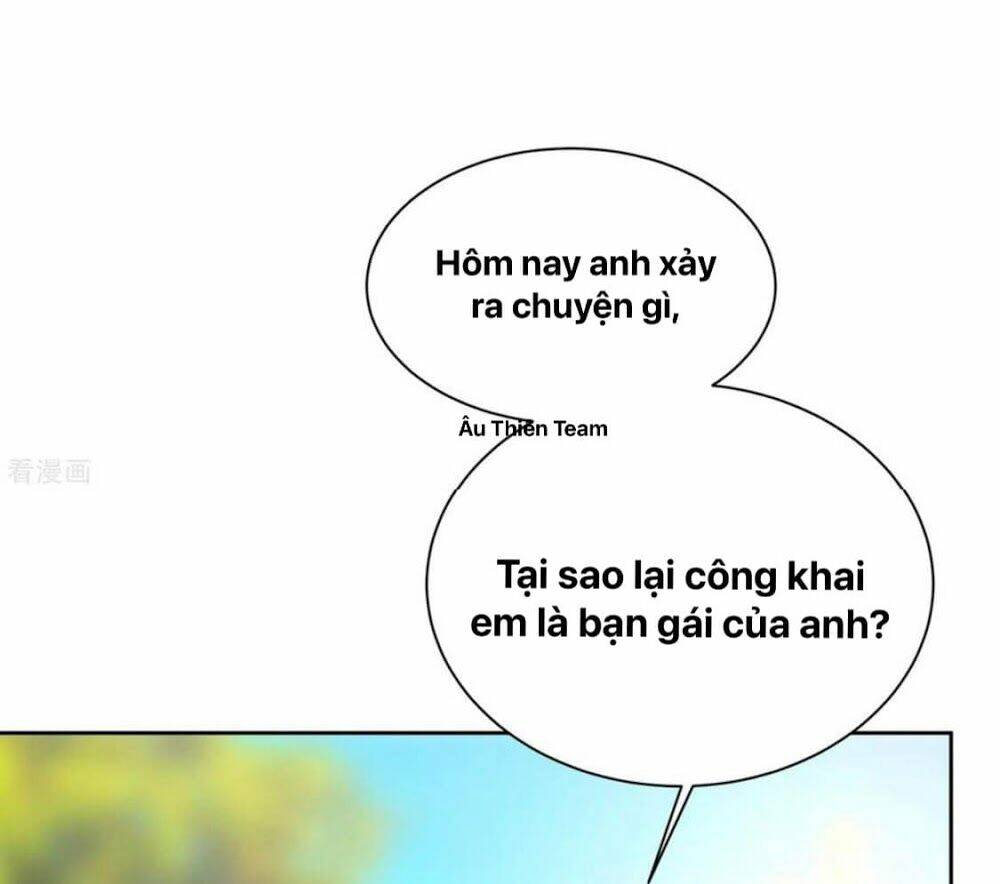 Hôm nay anh xảy
ra chuyện gì,
Âu Thiên Team
看漫画
Tại sao lại công khai
em là bạn gái của anh?